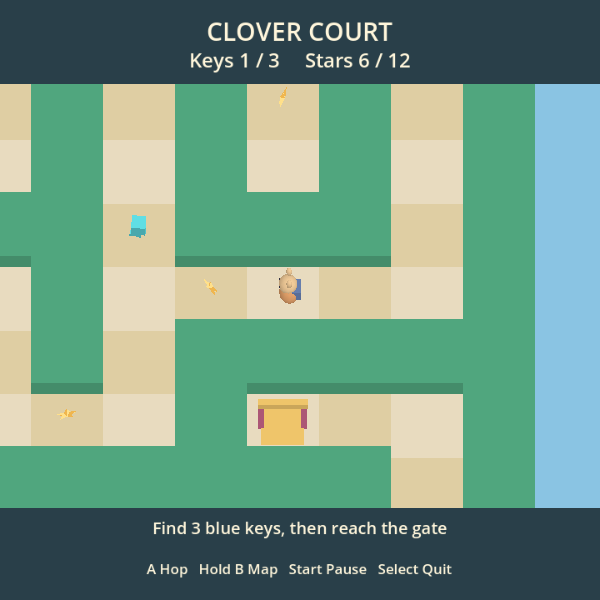 CLOVER COURT
Keys 1 / 3 Stars 6 / 12
Find 3 blue keys, then reach the gate
A Hop Hold B Map Start Pause Select Quit